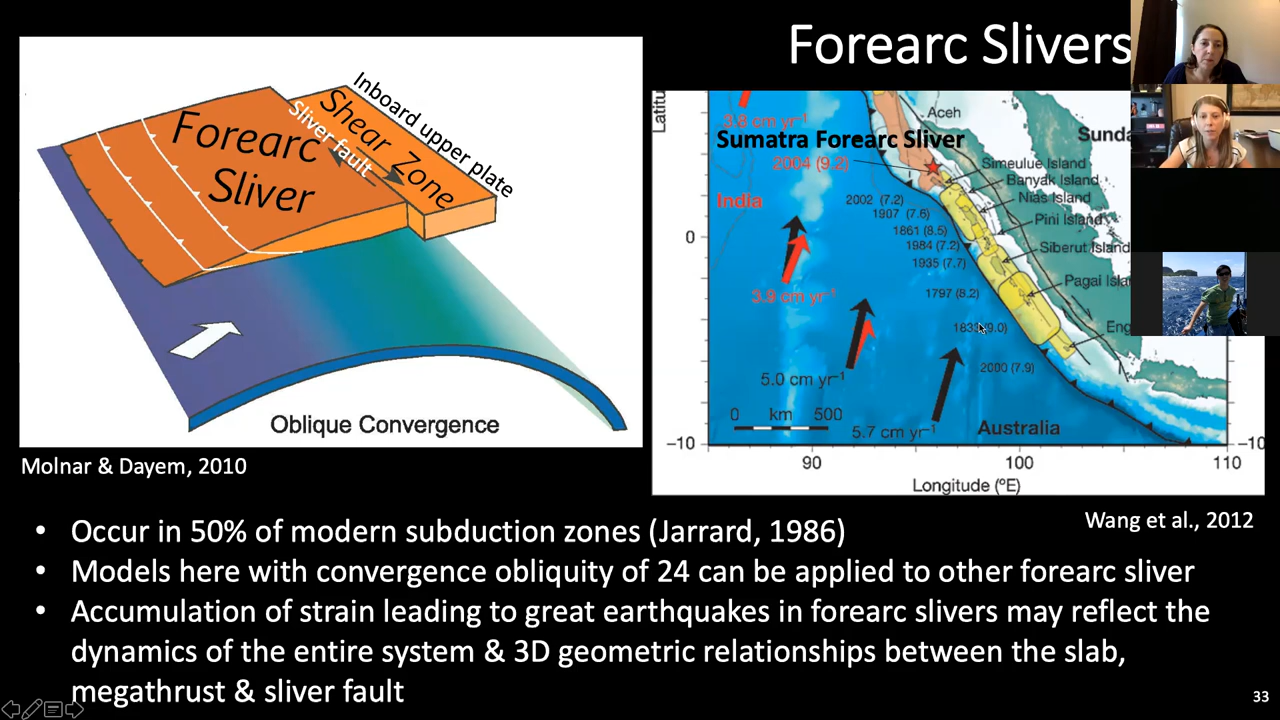 Forearc Slivers
Inboard upper plate
Shear Zone
Sliver fault
Forearc
Sliver
Oblique Convergence
Molnar & Dayem, 2010
3.8 cm yr⁻¹
Aceh
Sumatra Forearc Sliver
Sunda
2004 (9.2)
Simeulue Island
Banyak Island
India
2002 (7.2)
Nias Island
1907 (7.6)
Pini Island
1861 (8.5)
0
1984 (7.2)
Siberut Island
1935 (7.7)
Pagai
3.9 cm yr⁻¹
1797 (8.2)
5.0 cm yr⁻¹
2000 (7.9)
0 km 500
5.7 cm yr⁻¹
Australia
–10
–10
90 100 110
Longitude (ºE)
Wang et al., 2012
• Occur in 50% of modern subduction zones (Jarrard, 1986)
• Models here with convergence obliquity of 24 can be applied to other forearc sliver
• Accumulation of strain leading to great earthquakes in forearc slivers may reflect the
dynamics of the entire system & 3D geometric relationships between the slab,
megathrust & sliver fault
33